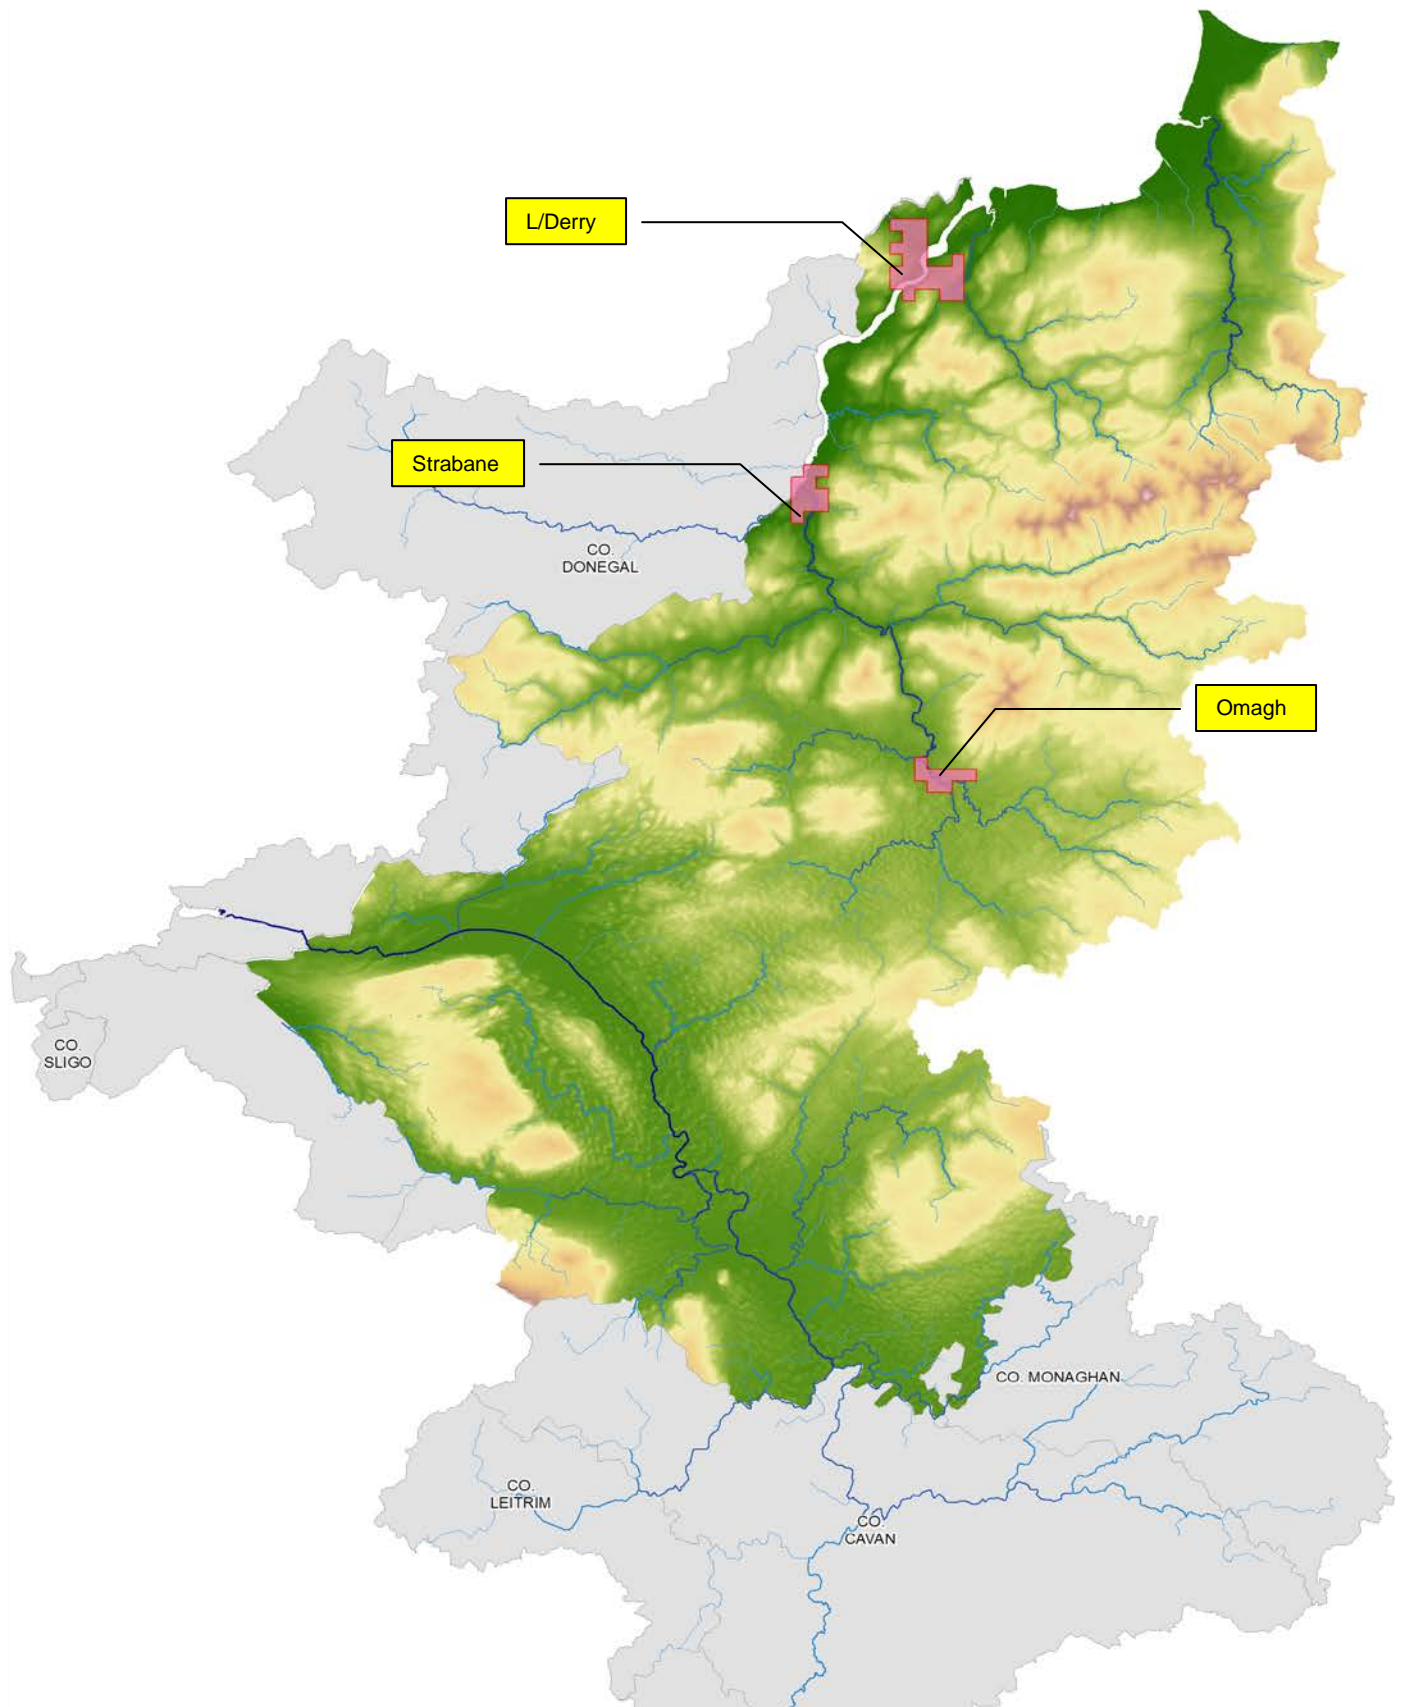 L/Derry
Strabane
CO.
DONEGAL
Omagh
CO.
SLIGO
CO. MONAGHAN
CO.
LEITRIM
CO.
CAVAN